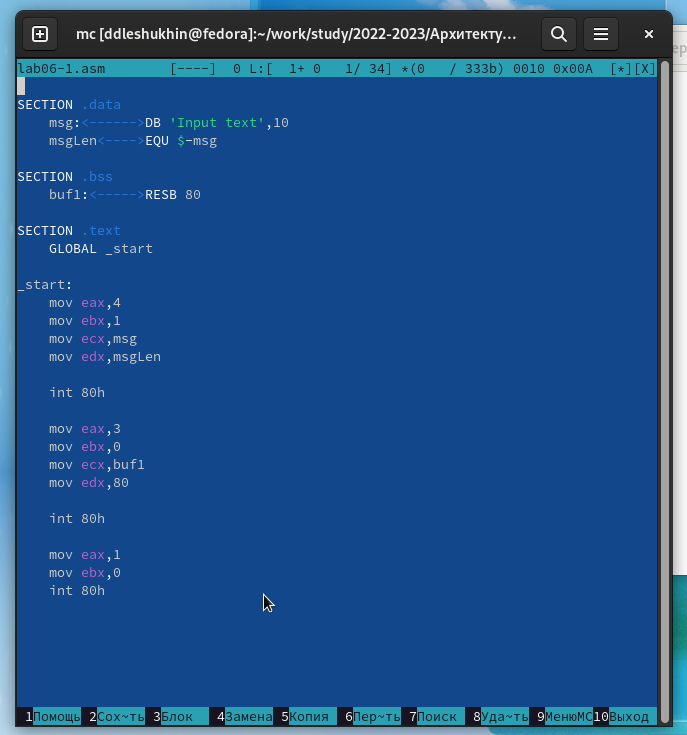 mc [ddleshukhin@fedora]:~/work/study/2022-2023/Архитекту...
lab06-1.asm [----] 0 L:[ 1+ 0 1/ 34] *(0 / 333b) 0010 0x00A [*][X]
SECTION .data
msg:<------>DB 'Input text',10
msgLen<---->EQU $-msg
SECTION .bss
buf1:<----->RESB 80
SECTION .text
GLOBAL _start
_start:
mov eax,4
mov ebx,1
mov ecx,msg
mov edx,msgLen
int 80h
mov eax,3
mov ebx,0
mov ecx,buf1
mov edx,80
int 80h
mov eax,1
mov ebx,0
int 80h
1Помощь 2Сох~ть 3Блок 4Замена 5Копия 6Пер~ть 7Поиск 8Уда~ть 9МенюMC 10Выход